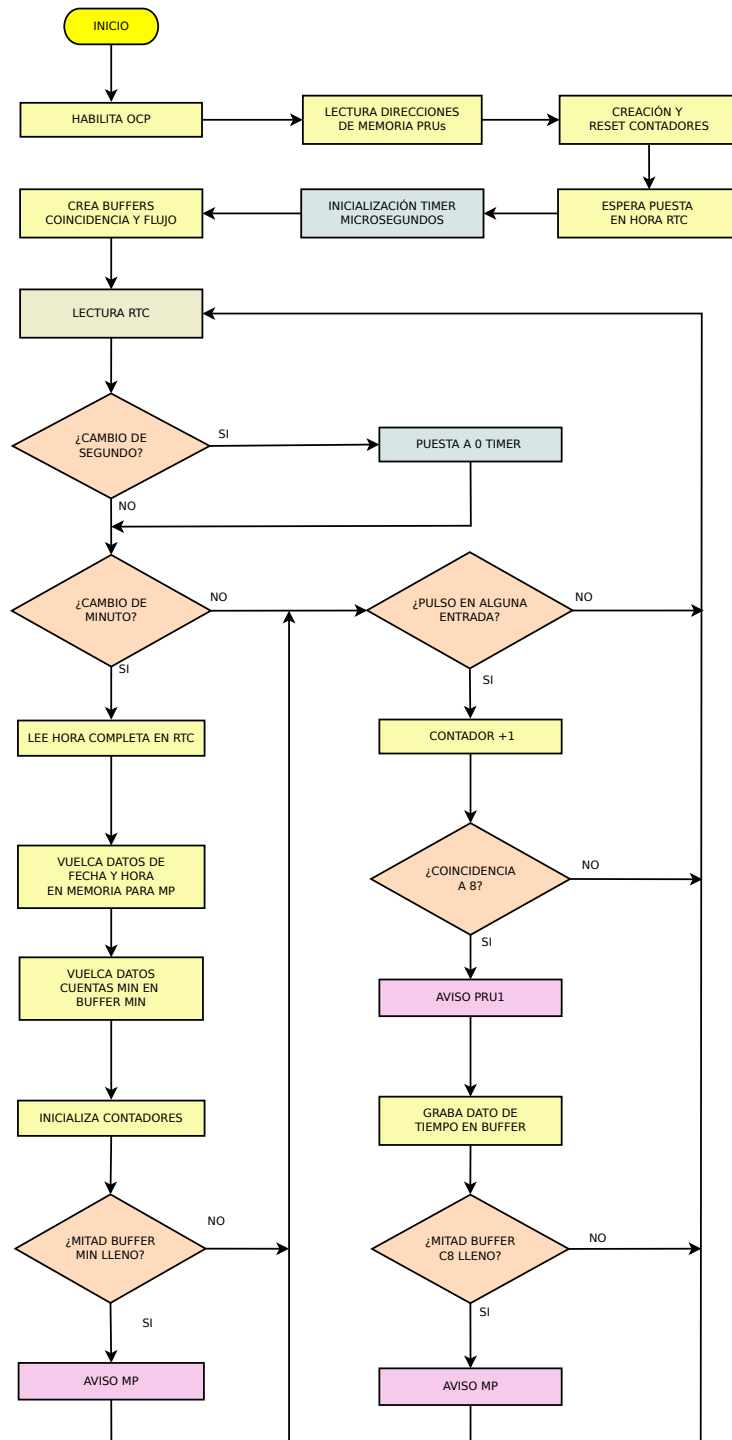 INICIO
HABILITA OCP
LECTURA DIRECCIONES
DE MEMORIA PRUs
CREACIÓN Y
RESET CONTADORES
CREA BUFFERS
COINCIDENCIA Y FLUJO
INICIALIZACIÓN TIMER
MICROSEGUNDOS
ESPERA PUESTA
EN HORA RTC
LECTURA RTC
¿CAMBIO DE
SEGUNDO?
SI
PUESTA A 0 TIMER
NO
¿CAMBIO DE
MINUTO?
NO
¿PULSO EN ALGUNA
ENTRADA?
NO
SI
SI
LEE HORA COMPLETA EN RTC
CONTADOR +1
VUELCA DATOS DE
FECHA Y HORA
EN MEMORIA PARA MP
¿COINCIDENCIA
A 8?
NO
SI
VUELCA DATOS
CUENTAS MIN EN
BUFFER MIN
AVISO PRU1
INICIALIZA CONTADORES
GRABA DATO DE
TIEMPO EN BUFFER
¿MITAD BUFFER
MIN LLENO?
NO
¿MITAD BUFFER
C8 LLENO?
NO
SI
SI
AVISO MP
AVISO MP